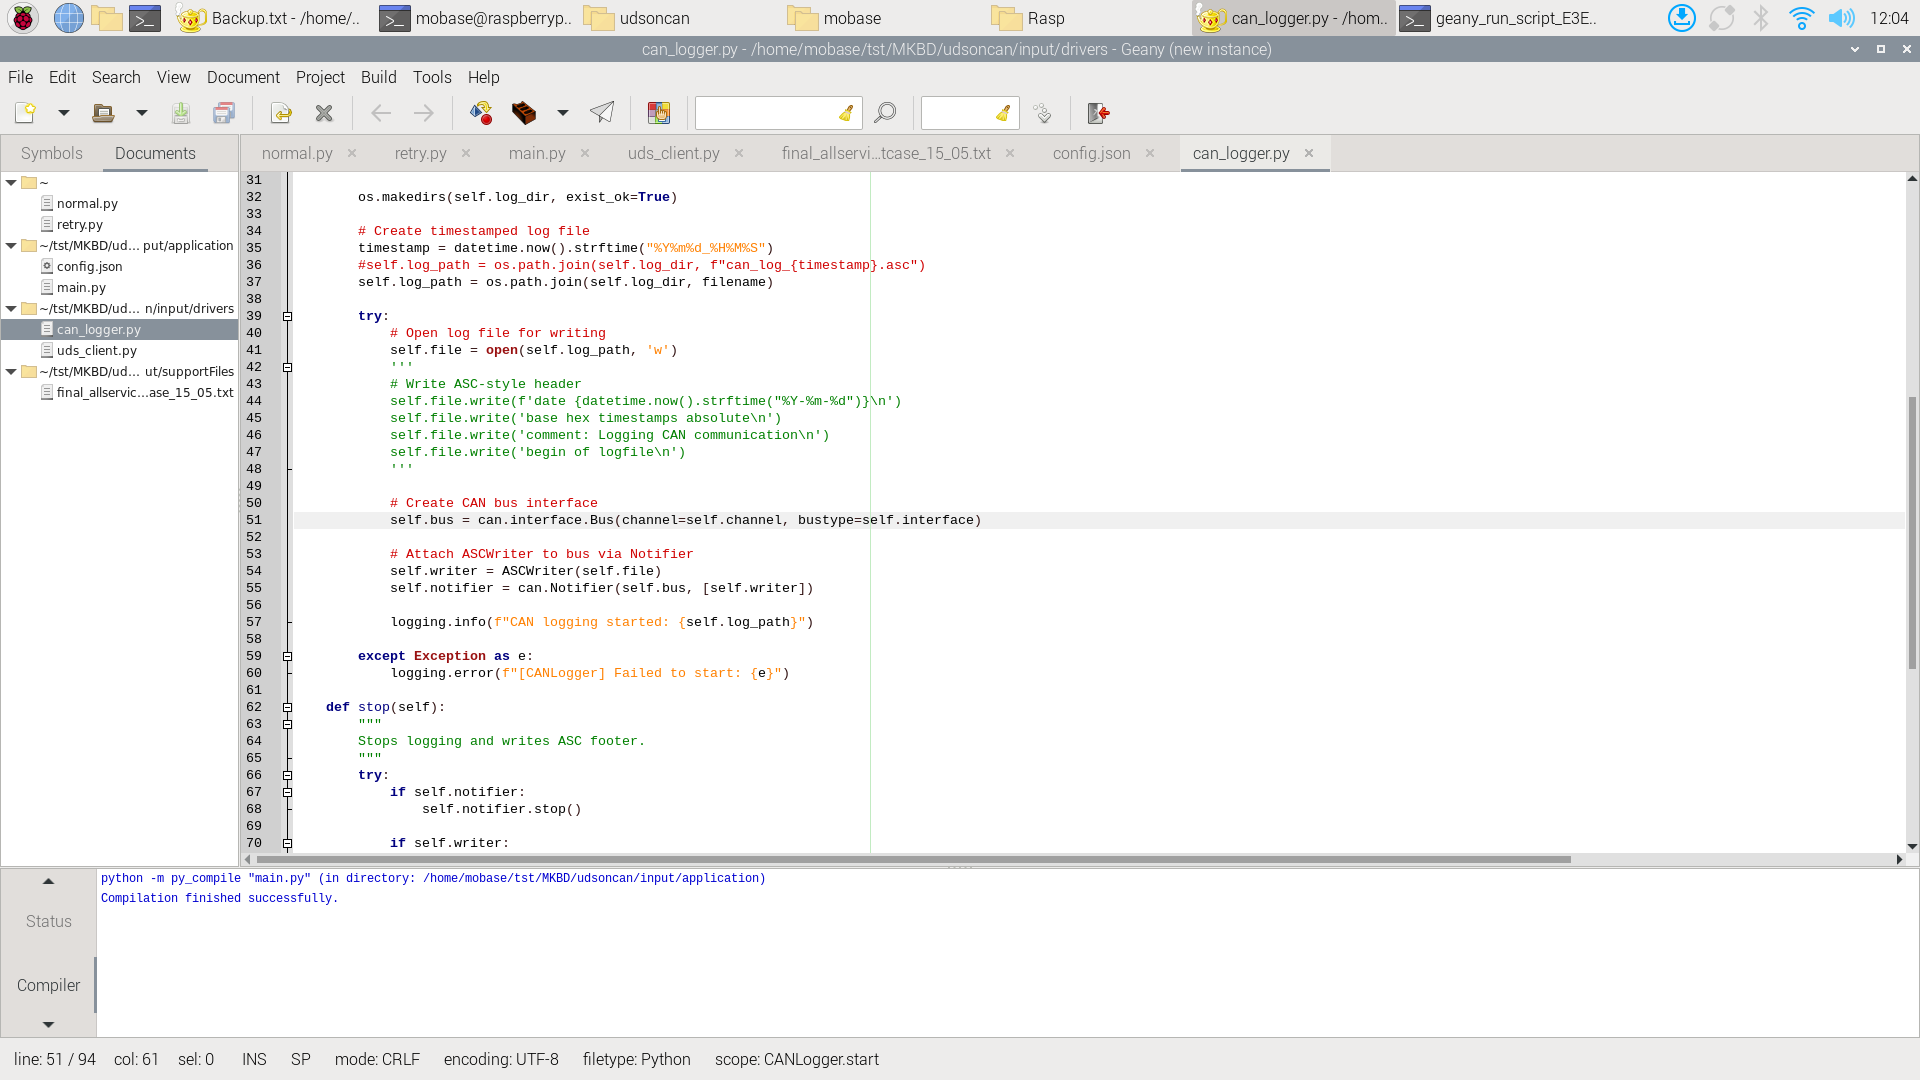 Backup.txt - /home/..
mobase@raspberryp..
udsoncan
mobase
Rasp
can_logger.py - /hom..
geany_run_script_E3E..
12:04
can_logger.py - /home/mobase/tst/MKBD/udsoncan/input/drivers - Geany (new instance)
File Edit Search View Document Project Build Tools Help
Symbols Documents
normal.py retry.py main.py uds_client.py final_allservi...tcase_15_05.txt config.json can_logger.py
~
normal.py
retry.py
~/tst/MKBD/ud... put/application
config.json
main.py
~/tst/MKBD/ud... n/input/drivers
can_logger.py
uds_client.py
~/tst/MKBD/ud... ut/supportFiles
final_allservic...ase_15_05.txt
31
32 os.makedirs(self.log_dir, exist_ok=True)
33
34 # Create timestamped log file
35 timestamp = datetime.now().strftime("%Y%m%d_%H%M%S")
36 #self.log_path = os.path.join(self.log_dir, f"can_log_{timestamp}.asc")
37 self.log_path = os.path.join(self.log_dir, filename)
38
39 try:
40 # Open log file for writing
41 self.file = open(self.log_path, 'w')
42 '''
43 # Write ASC-style header
44 self.file.write(f'date {datetime.now().strftime("%Y-%m-%d")}\n')
45 self.file.write('base hex timestamps absolute\n')
46 self.file.write('comment: Logging CAN communication\n')
47 self.file.write('begin of logfile\n')
48 '''
49
50 # Create CAN bus interface
51 self.bus = can.interface.Bus(channel=self.channel, bustype=self.interface)
52
53 # Attach ASCWriter to bus via Notifier
54 self.writer = ASCWriter(self.file)
55 self.notifier = can.Notifier(self.bus, [self.writer])
56
57 logging.info(f"CAN logging started: {self.log_path}")
58
59 except Exception as e:
60 logging.error(f"[CANLogger] Failed to start: {e}")
61
62 def stop(self):
63 """
64 Stops logging and writes ASC footer.
65 """
66 try:
67 if self.notifier:
68 self.notifier.stop()
69
70 if self.writer:
Status
Compiler
python -m py_compile "main.py" (in directory: /home/mobase/tst/MKBD/udsoncan/input/application)
Compilation finished successfully.
line: 51 / 94 col: 61 sel: 0 INS SP mode: CRLF encoding: UTF-8 filetype: Python scope: CANLogger.start